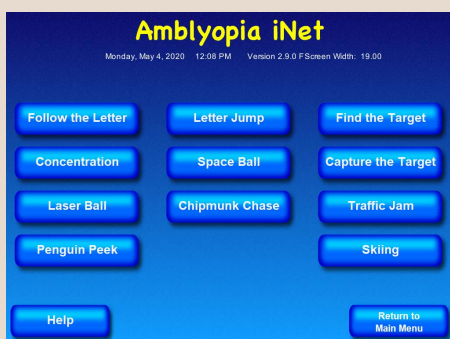 Amblyopia iNet
Monday, May 4, 2020 12:08 PM Version 2.9.0 FScreen Width: 19.00
Follow the Letter Letter Jump Find the Target
Concentration Space Ball Capture the Target
Laser Ball Chipmunk Chase Traffic Jam
Penguin Peek Skiing
Help
Return to
Main Menu